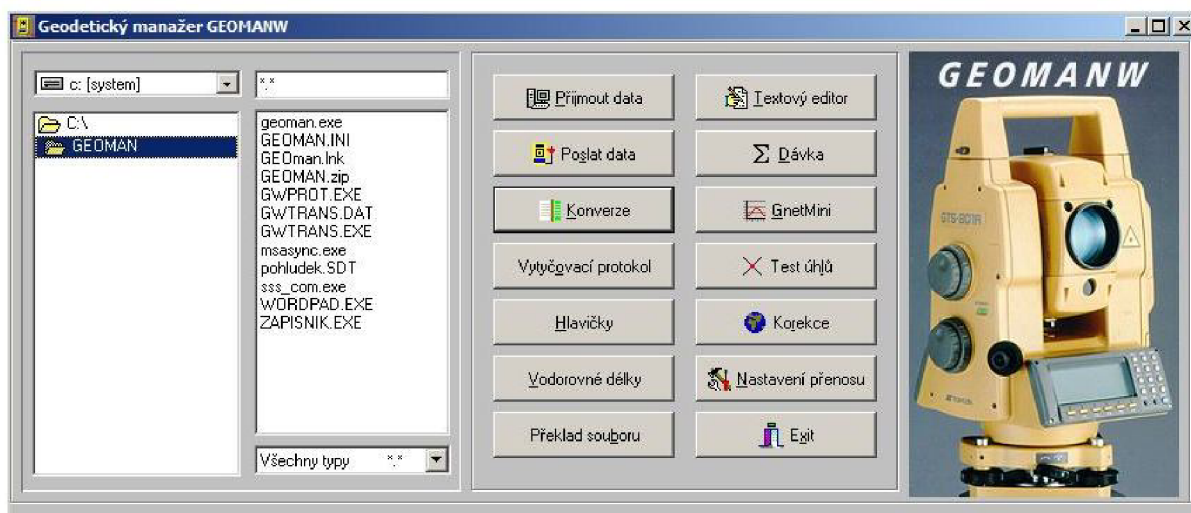 Geodetický manažer GEOMANW
c: [system]
*.*
C:\
GEOMAN
geoman.exe
GEOMAN.INI
GEOman.lnk
GEOMAN.zip
GWPROT.EXE
GWTRANS.DAT
GWTRANS.EXE
msasync.exe
pohludek.SDT
sss_com.exe
WORDPAD.EXE
ZAPISNIK.EXE
Všechny typy *.*
Přijmout data
Poslat data
Konverze
Vytyčovací protokol
Hlavičky
Vodorovné délky
Překlad souboru
Textový editor
Σ Dávka
GnetMini
Test úhlů
Korekce
Nastavení přenosu
Exit
GEOMANW
GTS-201R